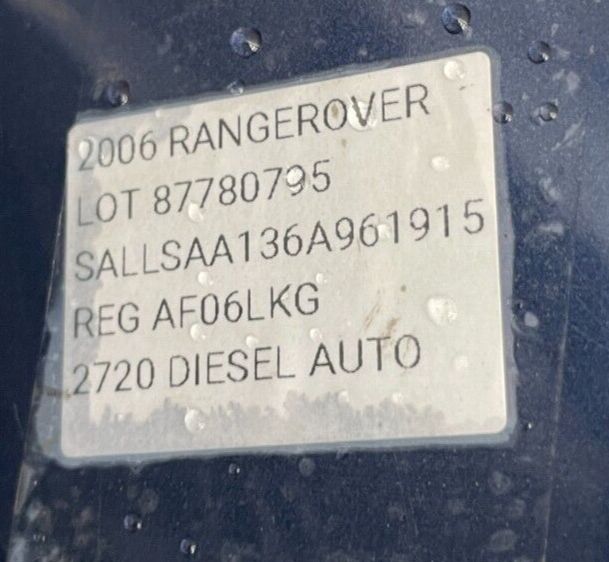 2006 RANGEROVER
LOT 87780795
SALLSAA136A961915
REG AF06LKG
2720 DIESEL AUTO